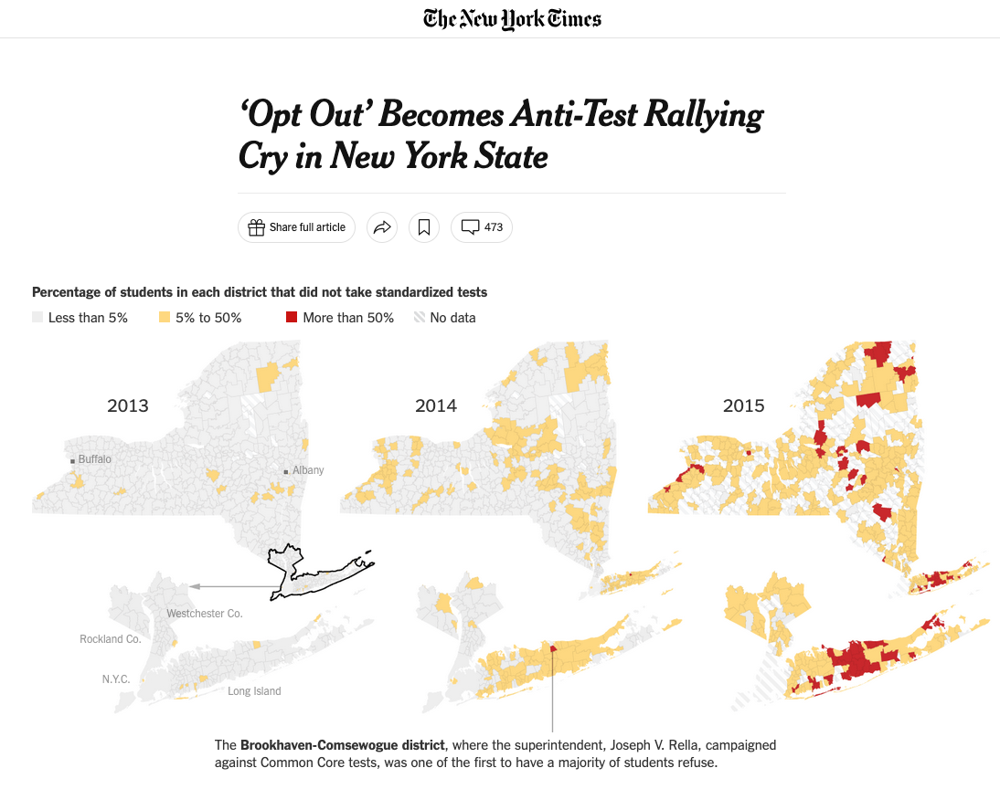 The New York Times
‘Opt Out’ Becomes Anti-Test Rallying
Cry in New York State
Share full article
473
Percentage of students in each district that did not take standardized tests
Less than 5%
5% to 50%
More than 50%
No data
2013
2014
2015
Buffalo
Albany
Westchester Co.
Rockland Co.
N.Y.C.
Long Island
The Brookhaven-Comsewogue district, where the superintendent, Joseph V. Rella, campaigned
against Common Core tests, was one of the first to have a majority of students refuse.